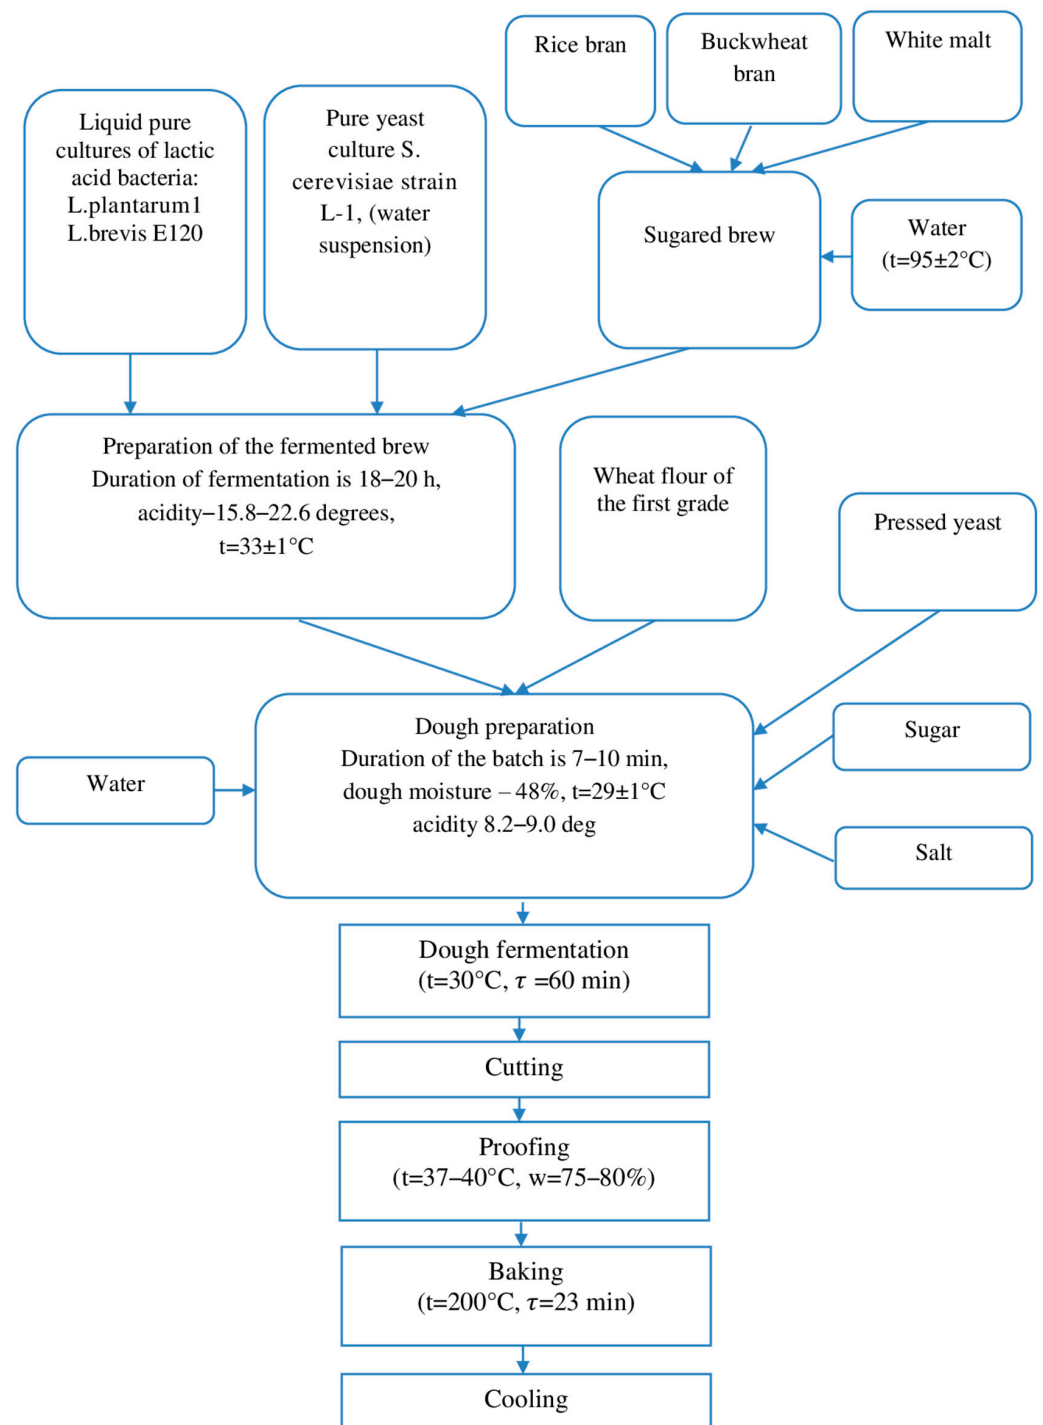 Rice bran
Buckwheat
bran
White malt
Liquid pure
cultures of lactic
acid bacteria:
L.plantarum1
L.brevis E120
Pure yeast
culture S.
cerevisiae strain
L-1, (water
suspension)
Sugared brew
Water
(t=95±2°C)
Preparation of the fermented brew
Duration of fermentation is 18–20 h,
acidity–15.8–22.6 degrees,
t=33±1°C
Wheat flour of
the first grade
Pressed yeast
Dough preparation
Duration of the batch is 7–10 min,
dough moisture – 48%, t=29±1°C
acidity 8.2–9.0 deg
Water
Sugar
Salt
Dough fermentation
(t=30°C, τ =60 min)
Cutting
Proofing
(t=37–40°C, w=75–80%)
Baking
(t=200°C, τ=23 min)
Cooling